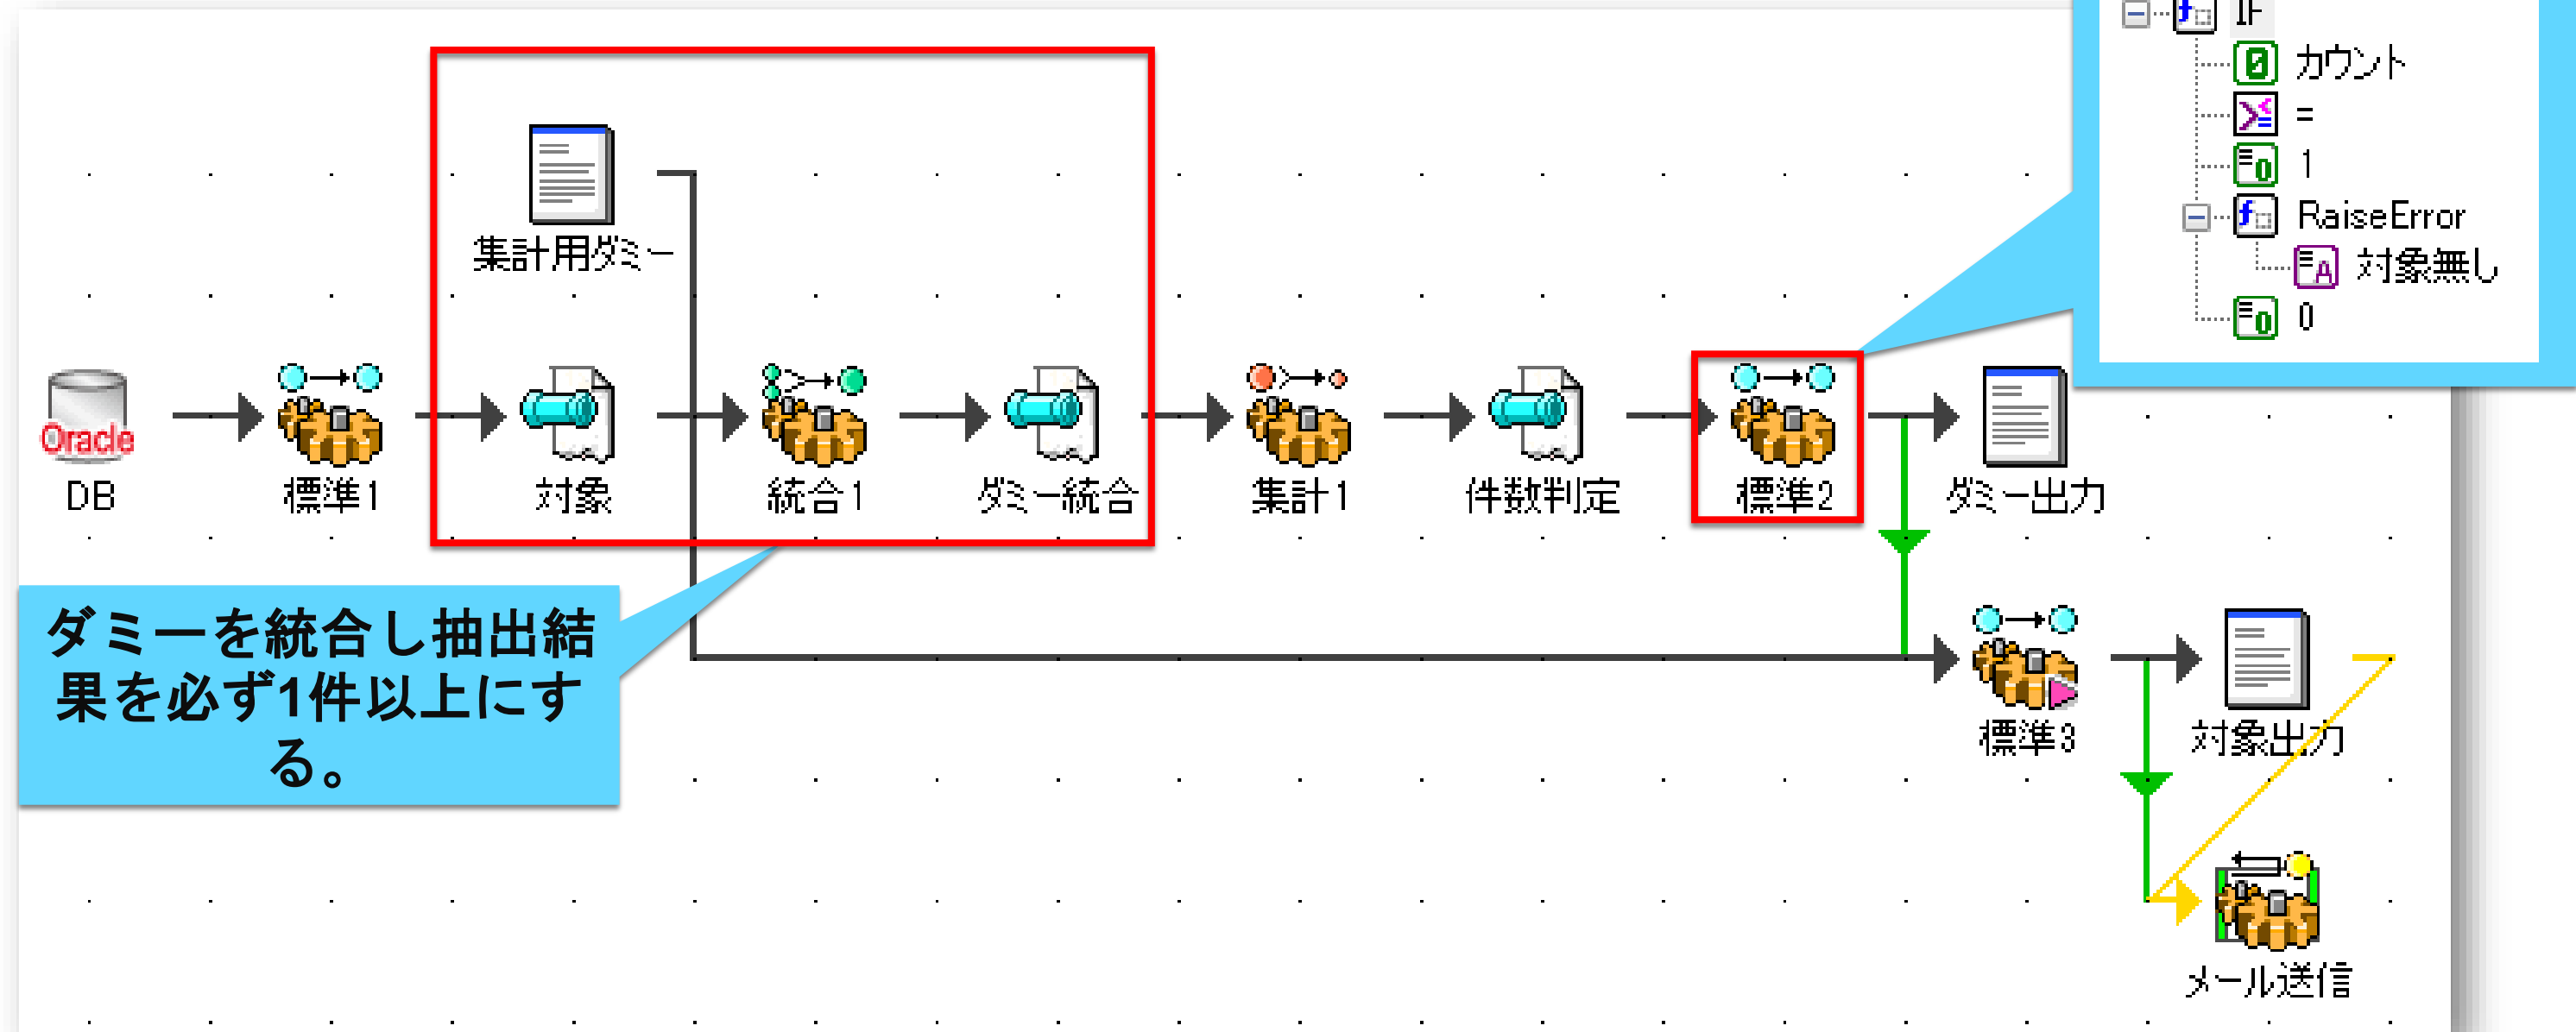 IF
カウント
=
1
RaiseError
対象無し
0
集計用ダミー
Oracle
DB
標準1
対象
統合1
ダミー統合
集計1
件数判定
標準2
ダミー出力
ダミーを統合し抽出結
果を必ず1件以上にす
る。
標準3
対象出力
メール送信